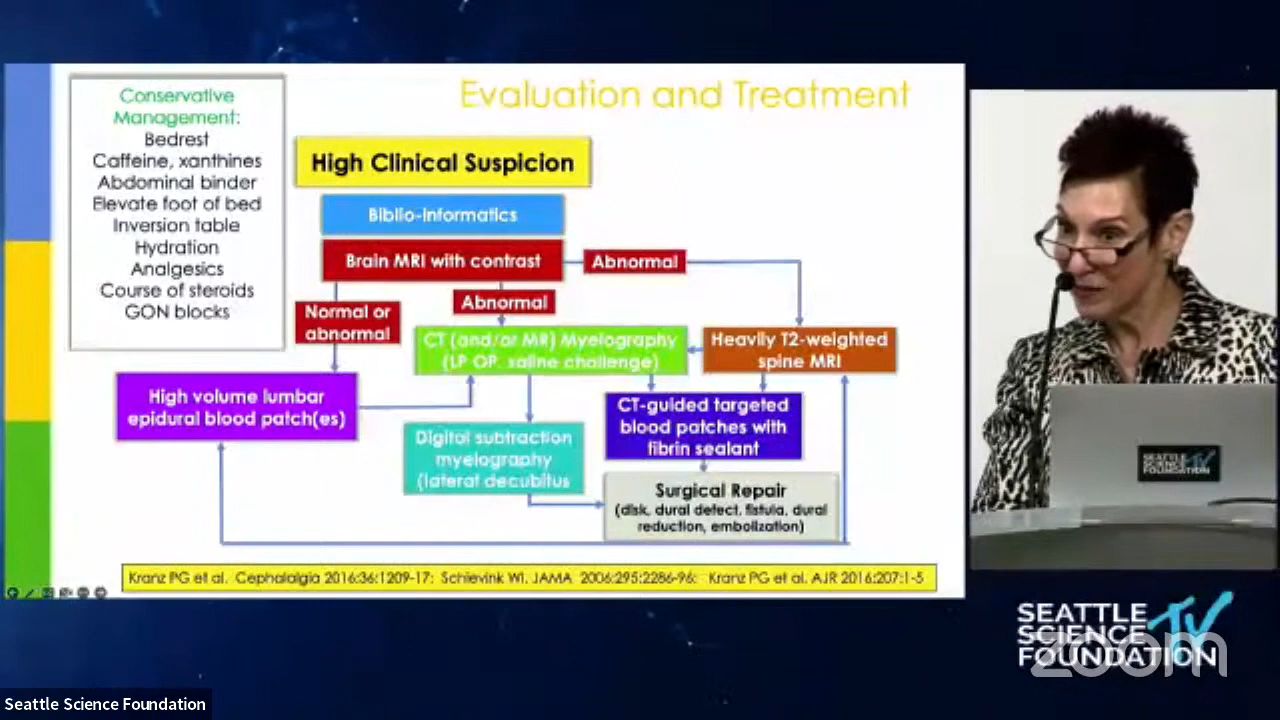 Evaluation and Treatment
Conservative
Management:
Bedrest
Caffeine, xanthines
Abdominal binder
Elevate foot of bed
Inversion table
Hydration
Analgesics
Course of steroids
GON blocks
High Clinical Suspicion
Biblio-informatics
Brain MRI with contrast
Abnormal
Abnormal
Normal or
abnormal
CT (and/or MR) Myelography
(LP OP, saline challenge)
Heavily T2-weighted
spine MRI
High volume lumbar
epidural blood patch(es)
CT-guided targeted
blood patches with
fibrin sealant
Digital subtraction
myelography
(lateral decubitus
Surgical Repair
(disk, dural defect, fistula, dural
reduction, embolization)
Kranz PG et al. Cephalalgia 2016;36:1209-17; Schievink WI. JAMA 2006;295:2286-96; Kranz PG et al. AJR 2016;207:1-5
SEATTLE
SCIENCE TV
FOUNDATION
SEATTLE
SCIENCE TV
FOUNDATION
zoom
Seattle Science Foundation